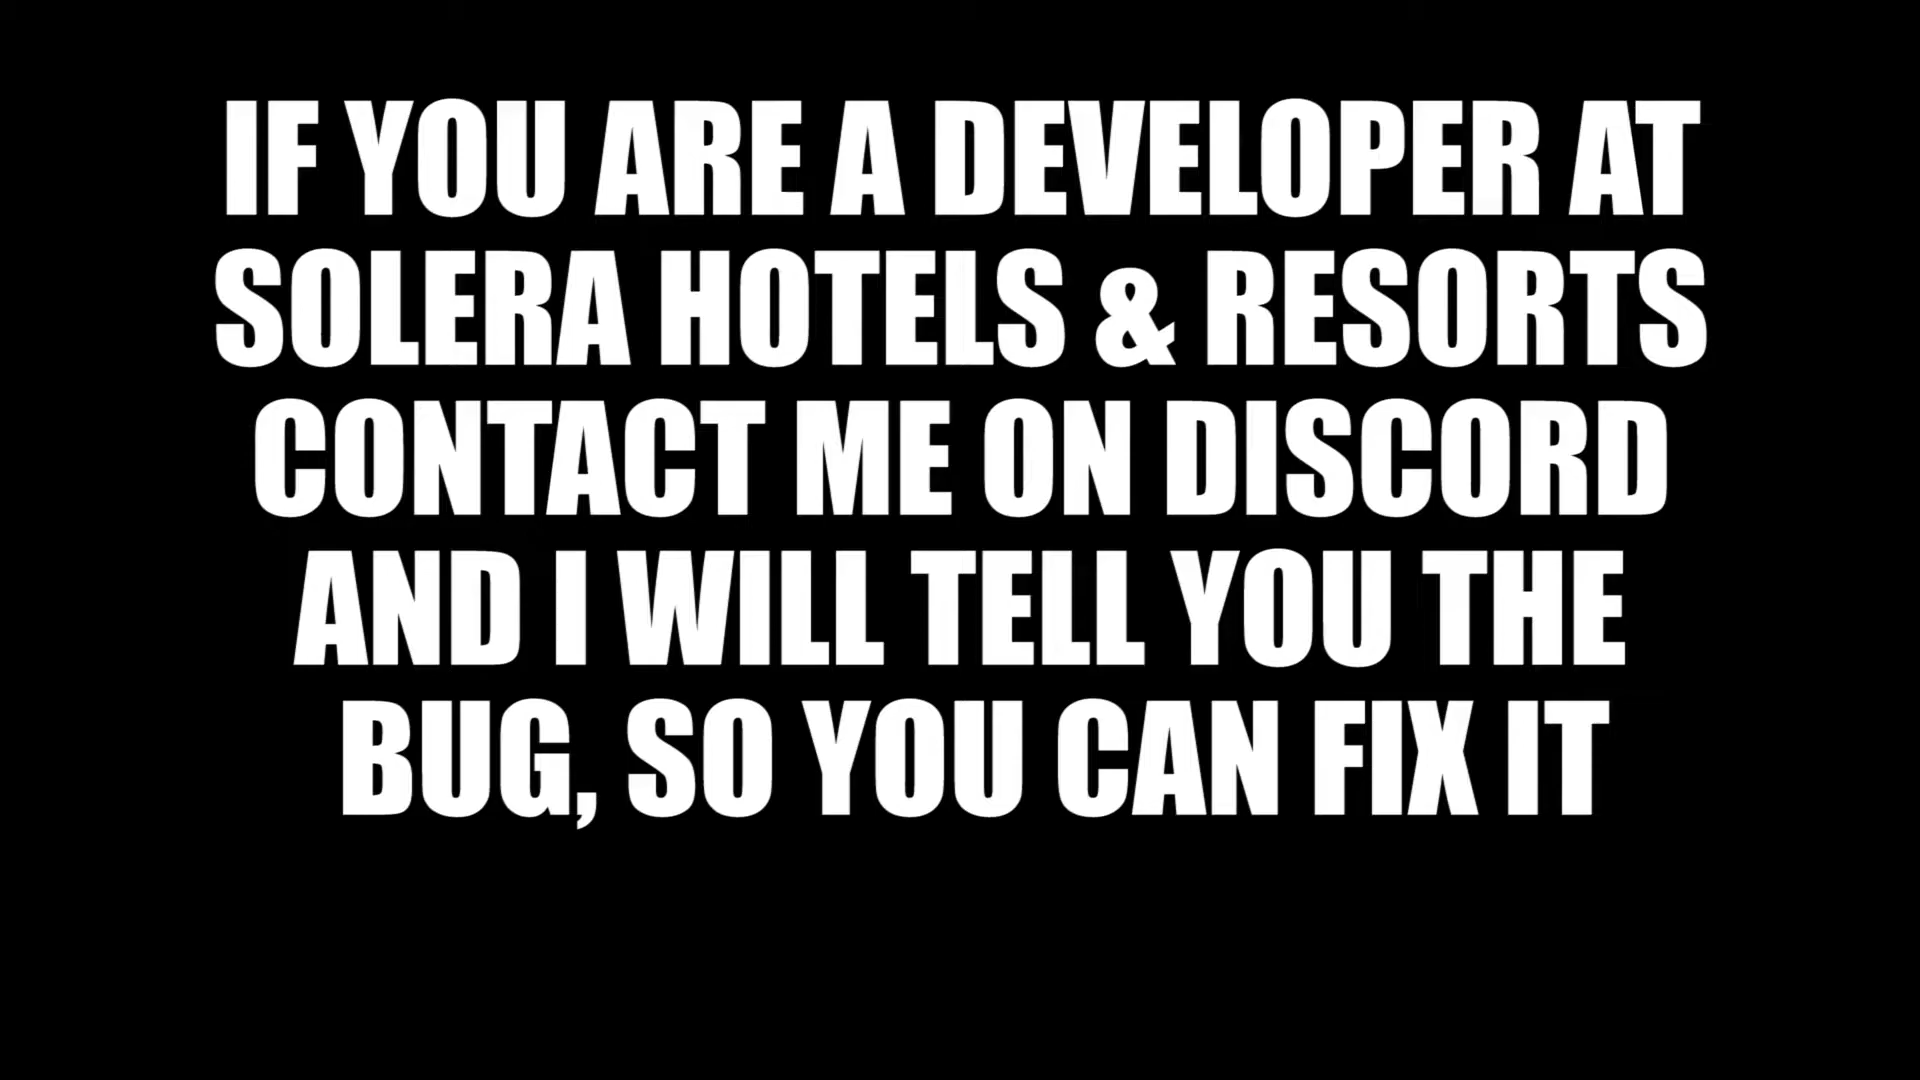 IF YOU ARE A DEVELOPER AT
SOLERA HOTELS & RESORTS
CONTACT ME ON DISCORD
AND I WILL TELL YOU THE
BUG, SO YOU CAN FIX IT